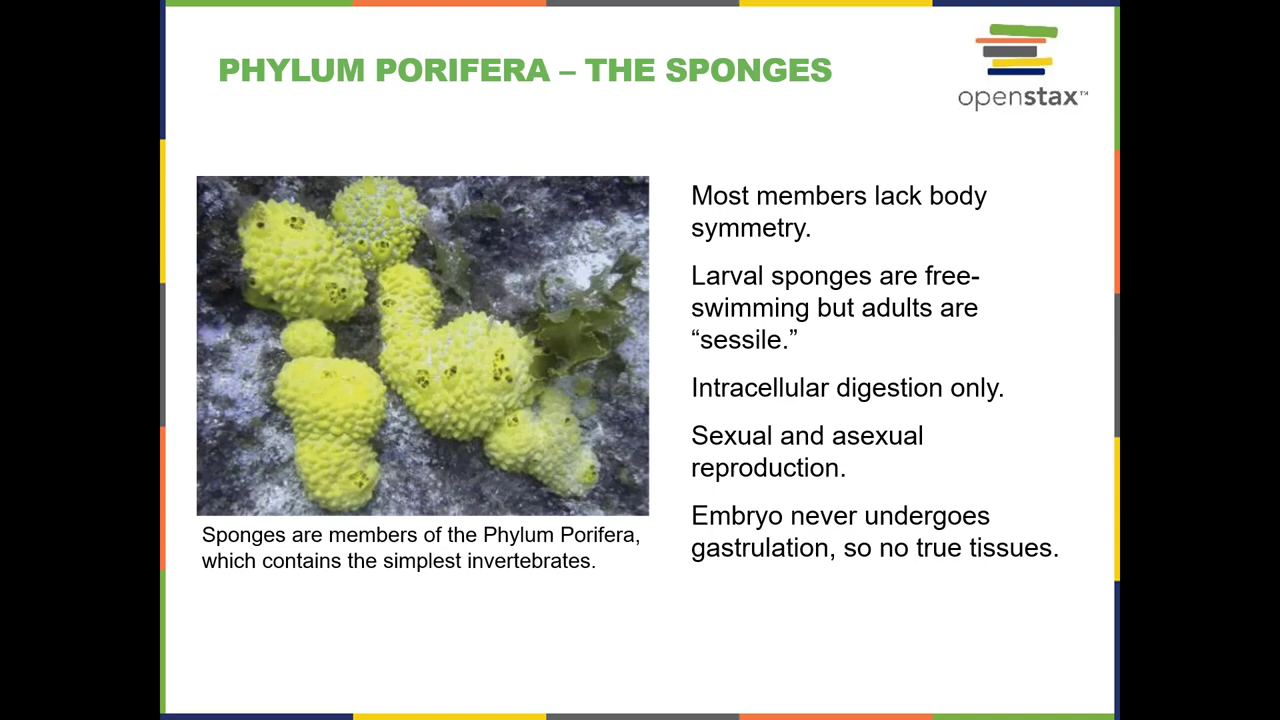 PHYLUM PORIFERA – THE SPONGES
openstax™
Most members lack body
symmetry.
Larval sponges are free-
swimming but adults are
“sessile.”
Intracellular digestion only.
Sexual and asexual
reproduction.
Embryo never undergoes
gastrulation, so no true tissues.
Sponges are members of the Phylum Porifera,
which contains the simplest invertebrates.